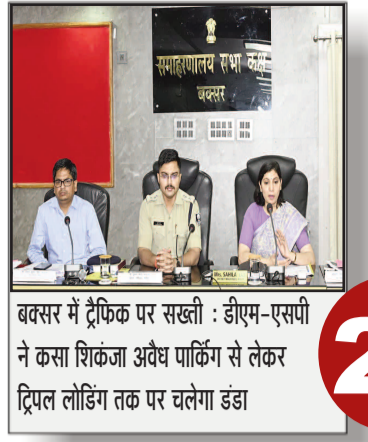 समाहरणालय सभा कक्ष
बक्सर
बक्सर में ट्रैफिक पर सख्ती : डीएम-एसपी
ने कसा शिकंजा अवैध पार्किंग से लेकर
ट्रिपल लोडिंग तक पर चलेगा डंडा
2